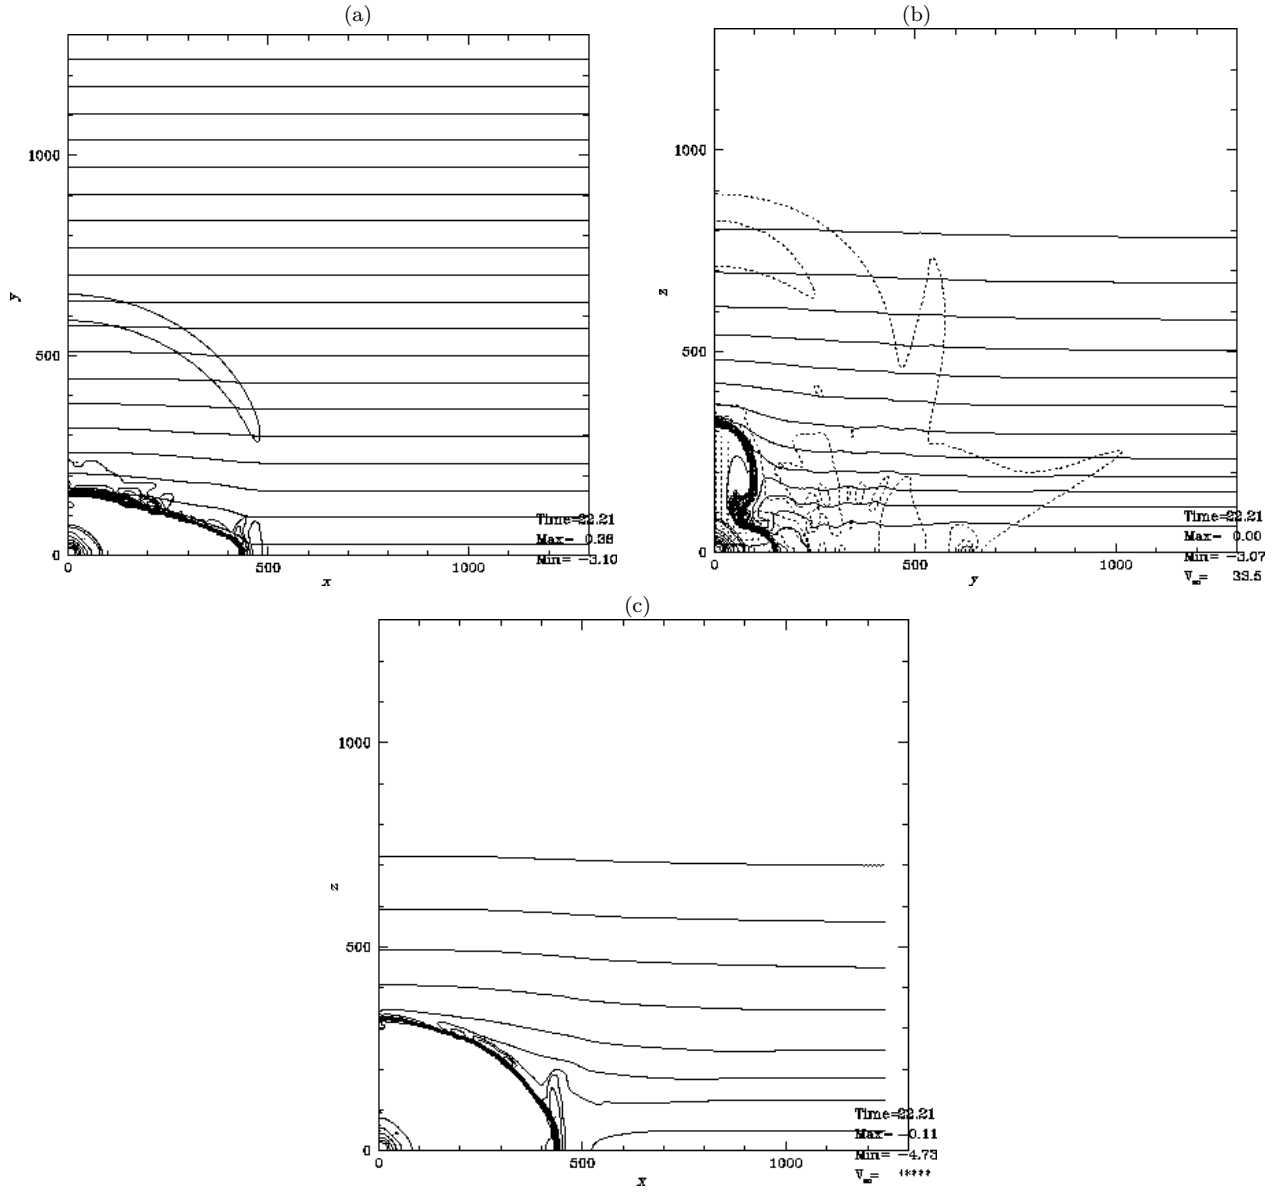 (a)
1000
y
500
0
0
500
1000
x
Time=22.21
Max= 0.38
Min= -3.10
(b)
1000
z
500
0
0
500
1000
y
Time=22.21
Max= 0.00
Min= -3.07
V∞= 33.5
(c)
1000
z
500
0
0
500
1000
x
Time=22.21
Max= -0.11
Min= -4.73